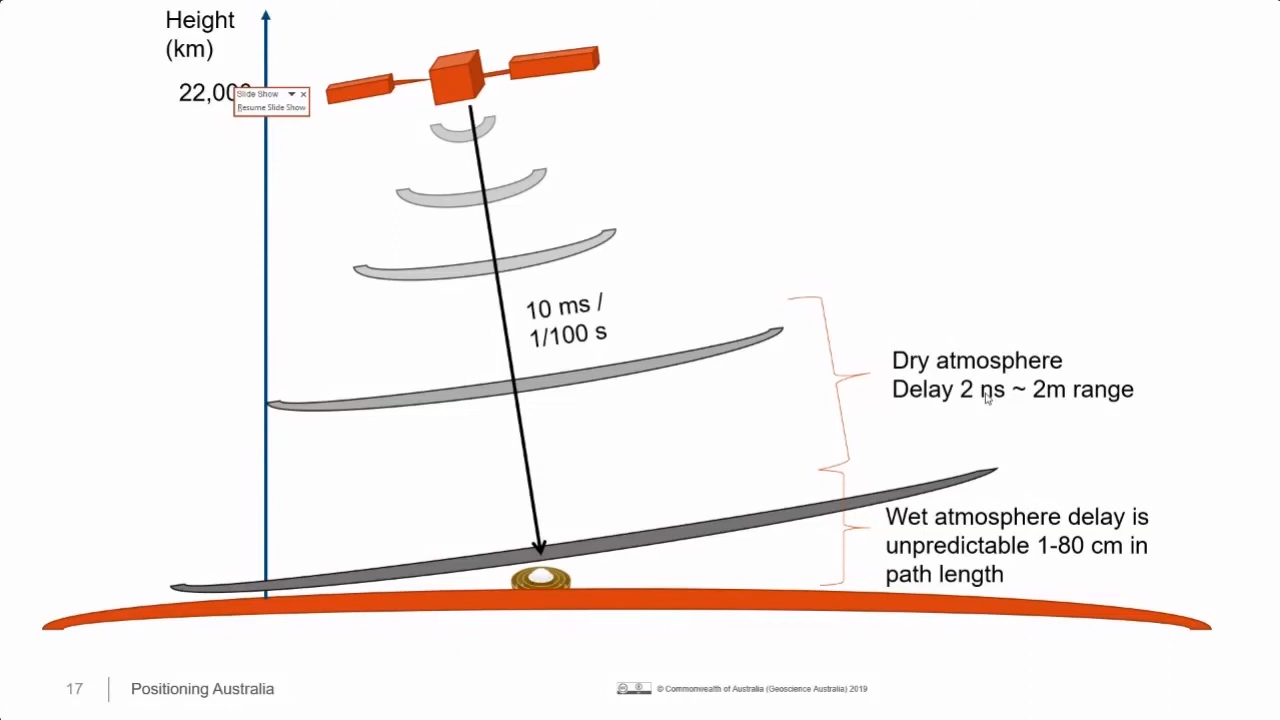 Height
(km)
22,000
Slide Show
Resume Slide Show
10 ms /
1/100 s
Dry atmosphere
Delay 2 ns ~ 2m range
Wet atmosphere delay is
unpredictable 1-80 cm in
path length
17
Positioning Australia
© Commonwealth of Australia (Geoscience Australia) 2019